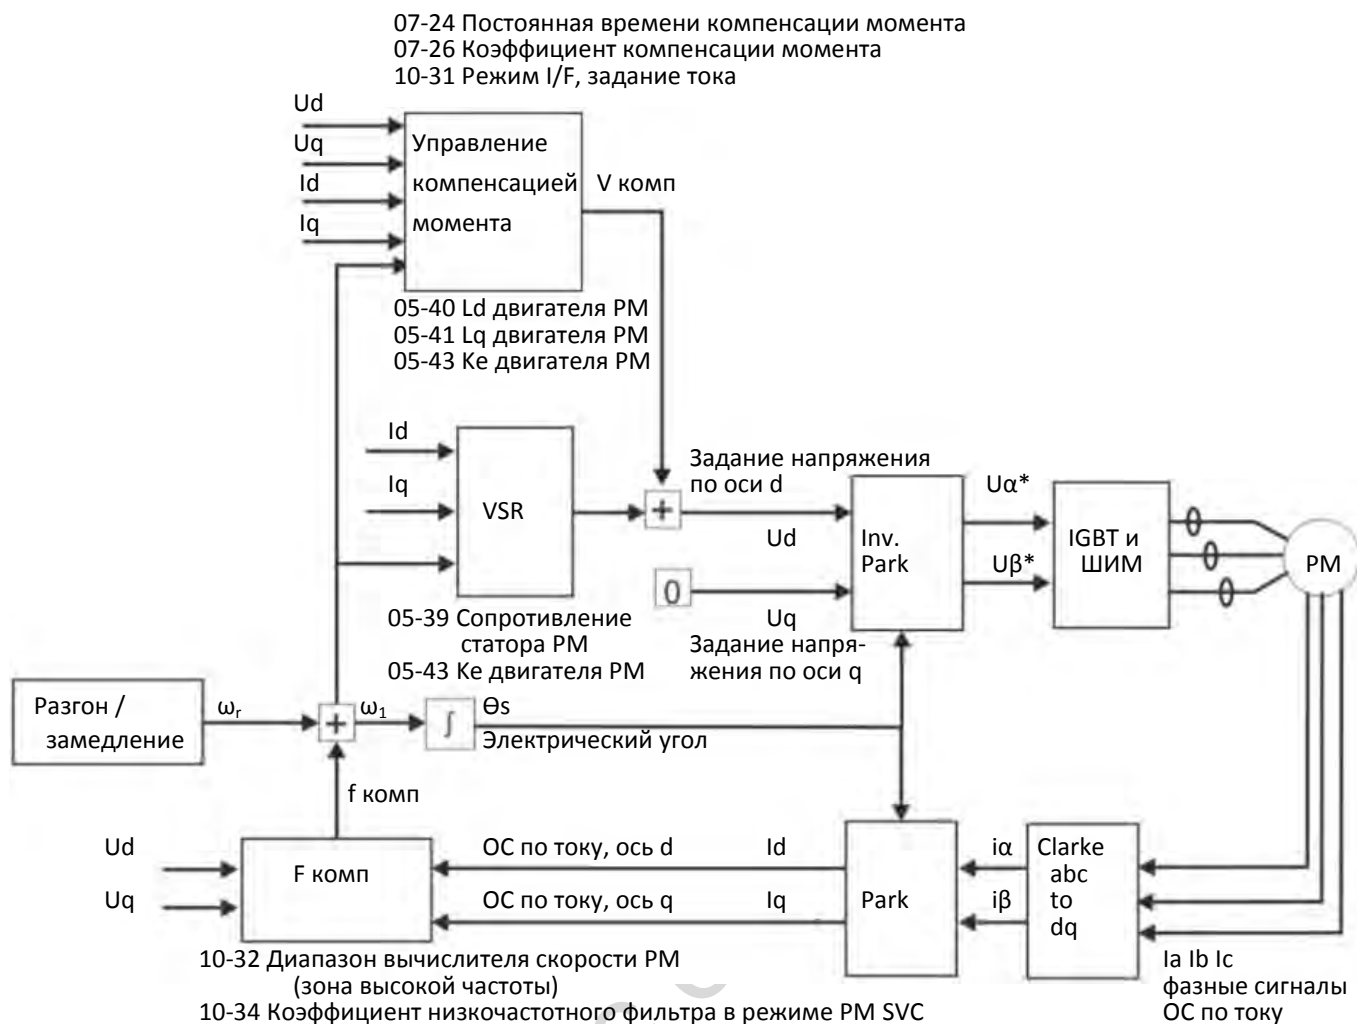 07-24 Постоянная времени компенсации момента
07-26 Коэффициент компенсации момента
10-31 Режим I/F, задание тока
Ud
Uq
Id
Iq
Управление
компенсацией
момента
V комп
05-40 Ld двигателя PM
05-41 Lq двигателя PM
05-43 Ke двигателя PM
Id
Iq
VSR
+
Задание напряжения
по оси d
Ud
0
Uq
Задание напря-
жения по оси q
Inv.
Park
Uα*
Uβ*
IGBT и
ШИМ
PM
05-39 Сопротивление
статора PM
05-43 Ke двигателя PM
Разгон /
замедление
ωr
+
ω1
∫
Θs
Электрический угол
f комп
Ud
Uq
F комп
ОС по току, ось d
Id
ОС по току, ось q
Iq
Park
iα
iβ
Clarke
abc
to
dq
Ia Ib Ic
фазные сигналы
ОС по току
10-32 Диапазон вычислителя скорости PM
(зона высокой частоты)
10-34 Коэффициент низкочастотного фильтра в режиме PM SVC